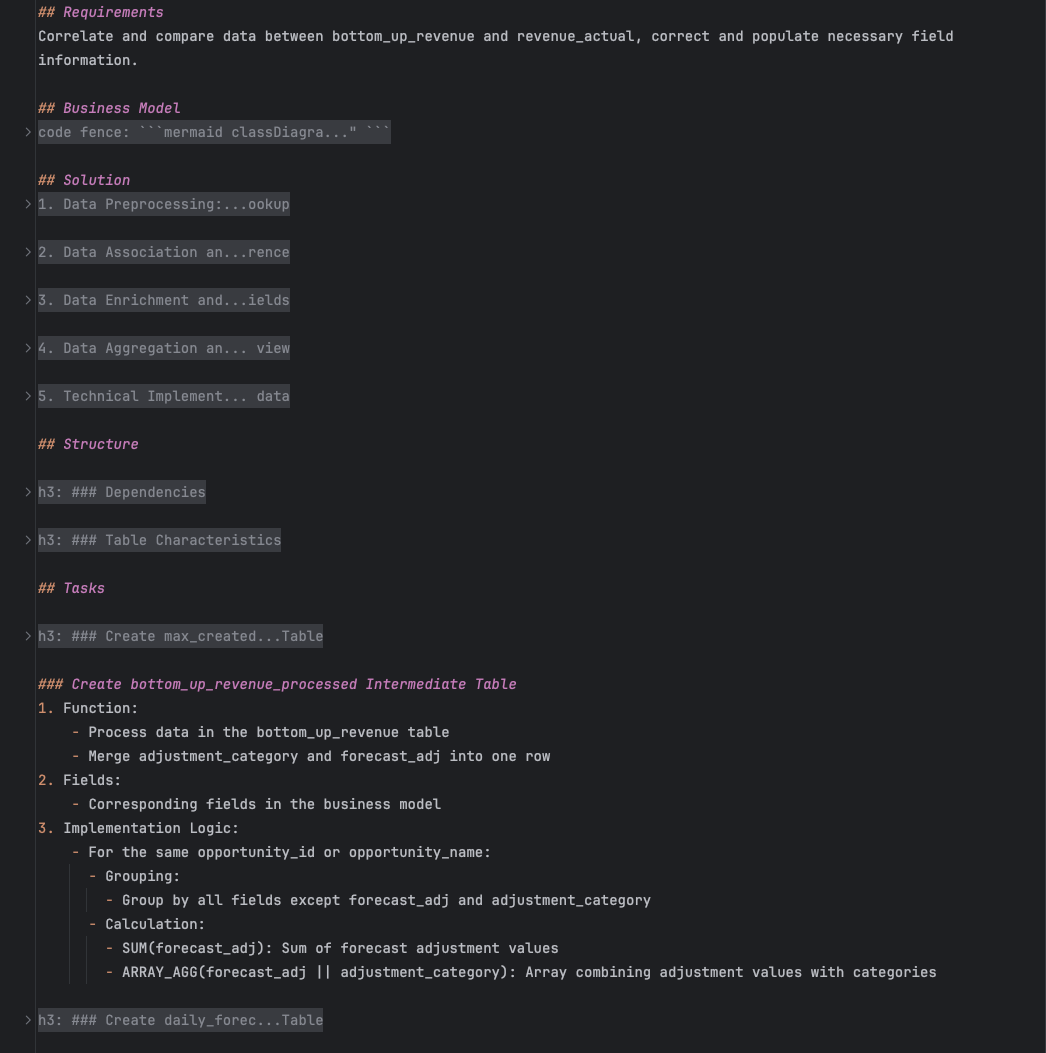 ## Requirements
Correlate and compare data between bottom_up_revenue and revenue_actual, correct and populate necessary field
information.
## Business Model
code fence: ```mermaid classDiagra..." ```
## Solution
1. Data Preprocessing:...ookup
2. Data Association an...rence
3. Data Enrichment and...ields
4. Data Aggregation an... view
5. Technical Implement... data
## Structure
h3: ### Dependencies
h3: ### Table Characteristics
## Tasks
h3: ### Create max_created...Table
### Create bottom_up_revenue_processed Intermediate Table
1. Function:
- Process data in the bottom_up_revenue table
- Merge adjustment_category and forecast_adj into one row
2. Fields:
- Corresponding fields in the business model
3. Implementation Logic:
- For the same opportunity_id or opportunity_name:
- Grouping:
- Group by all fields except forecast_adj and adjustment_category
- Calculation:
- SUM(forecast_adj): Sum of forecast adjustment values
- ARRAY_AGG(forecast_adj || adjustment_category): Array combining adjustment values with categories
h3: ### Create daily_forec...Table